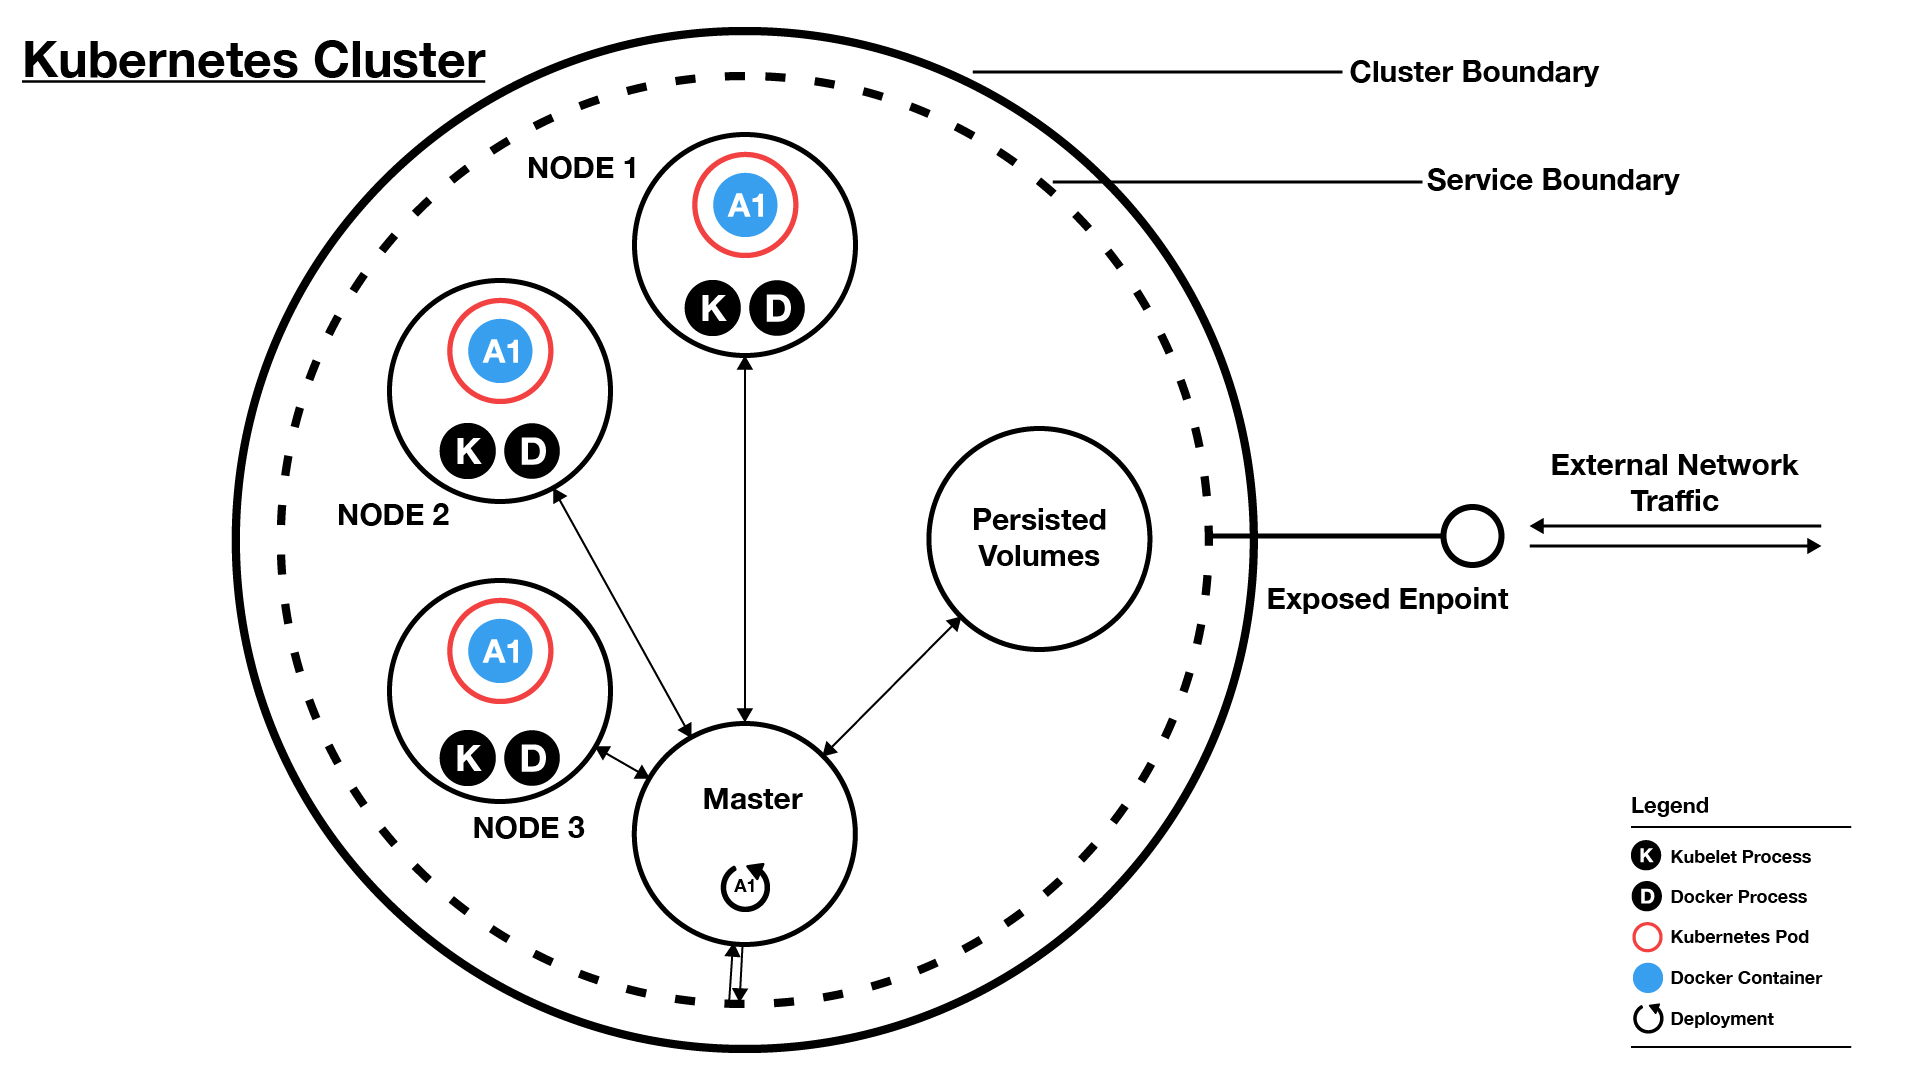 Kubernetes Cluster
Cluster Boundary
Service Boundary
NODE 1
A1
K D
A1
K D
NODE 2
Persisted
Volumes
External Network
Traffic
Exposed Enpoint
A1
K D
NODE 3
Master
A1
Legend
K Kubelet Process
D Docker Process
Kubernetes Pod
Docker Container
Deployment